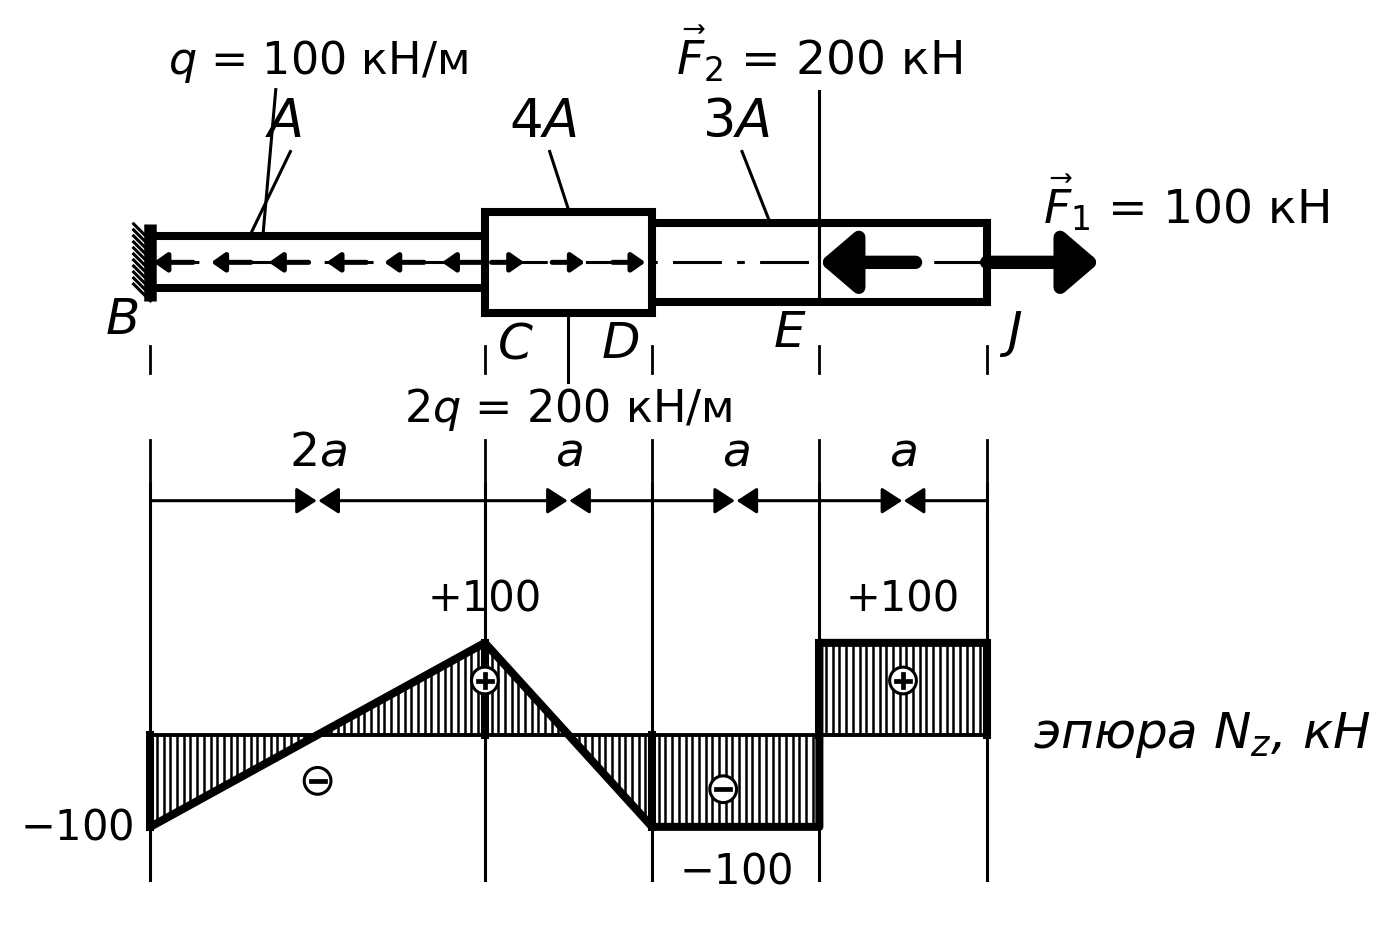 q = 100 кН/м
F⃗₂ = 200 кН
A
4A
3A
F⃗₁ = 100 кН
B
C
D
E
J
2q = 200 кН/м
2a
a
a
a
+100
+100
эпюра N_z, кН
−100
−100